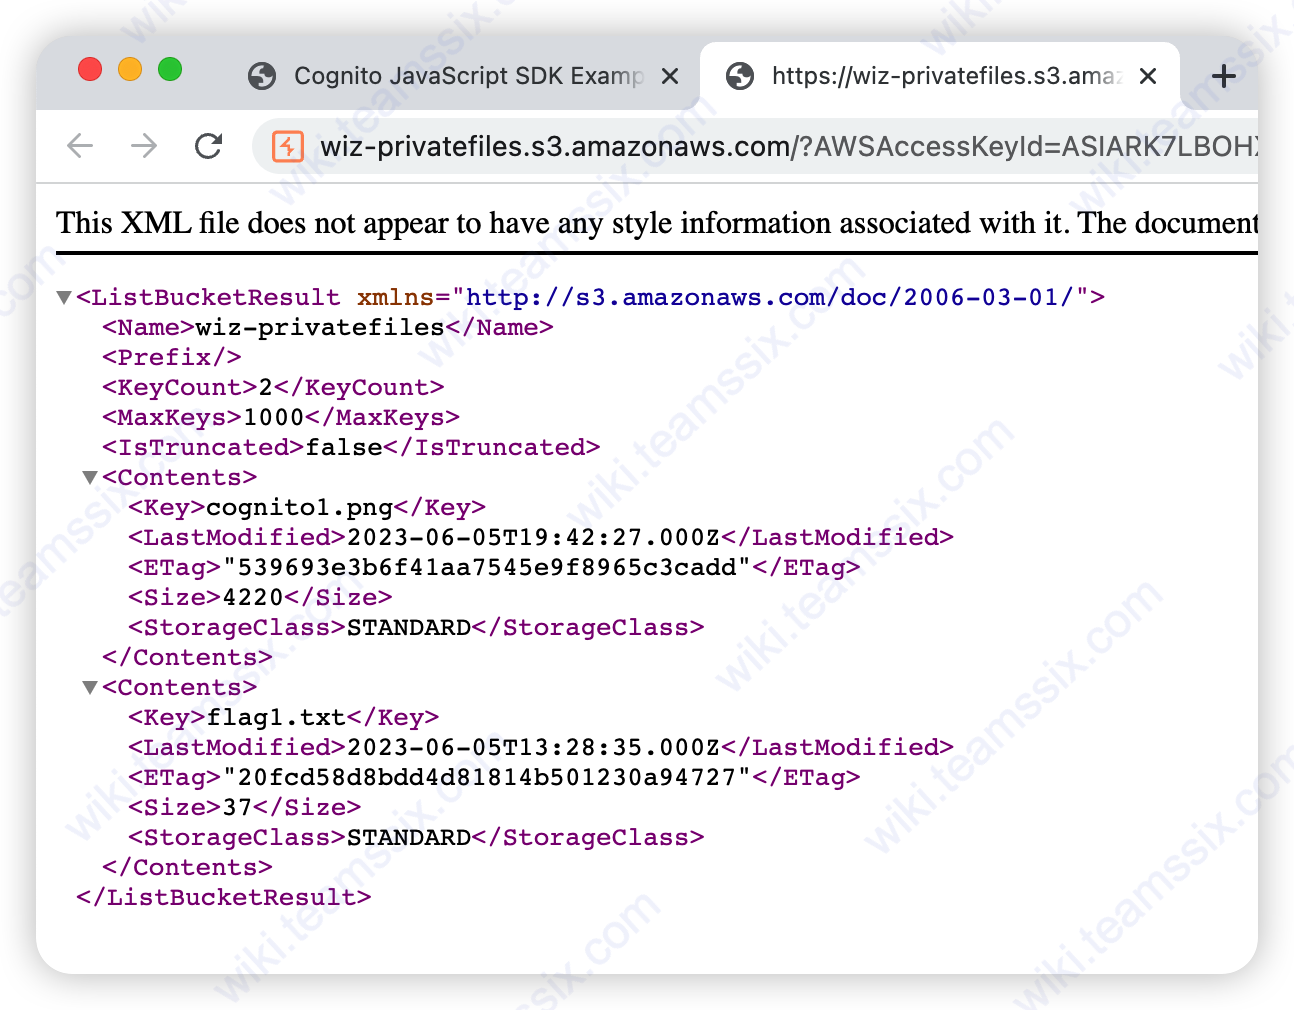 Cognito JavaScript SDK Examp
https://wiz-privatefiles.s3.amaz
wiz-privatefiles.s3.amazonaws.com/?AWSAccessKeyId=ASIARK7LBOHX
This XML file does not appear to have any style information associated with it. The document
<ListBucketResult xmlns="http://s3.amazonaws.com/doc/2006-03-01/">
<Name>wiz-privatefiles</Name>
<Prefix/>
<KeyCount>2</KeyCount>
<MaxKeys>1000</MaxKeys>
<IsTruncated>false</IsTruncated>
<Contents>
<Key>cognito1.png</Key>
<LastModified>2023-06-05T19:42:27.000Z</LastModified>
<ETag>"539693e3b6f41aa7545e9f8965c3cadd"</ETag>
<Size>4220</Size>
<StorageClass>STANDARD</StorageClass>
</Contents>
<Contents>
<Key>flag1.txt</Key>
<LastModified>2023-06-05T13:28:35.000Z</LastModified>
<ETag>"20fcd58d8bdd4d81814b501230a94727"</ETag>
<Size>37</Size>
<StorageClass>STANDARD</StorageClass>
</Contents>
</ListBucketResult>
wiki.teamssix.com